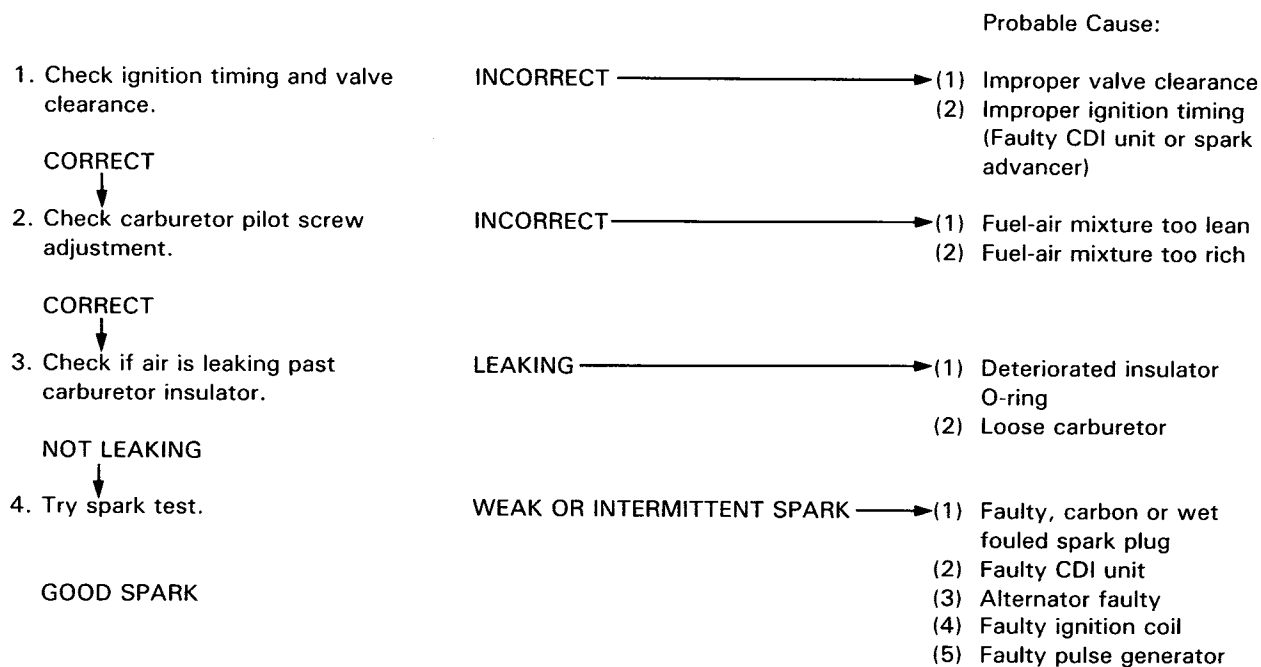 Probable Cause:
1. Check ignition timing and valve clearance.
INCORRECT
(1) Improper valve clearance
(2) Improper ignition timing
(Faulty CDI unit or spark
advancer)
CORRECT
2. Check carburetor pilot screw
adjustment.
INCORRECT
(1) Fuel-air mixture too lean
(2) Fuel-air mixture too rich
CORRECT
3. Check if air is leaking past
carburetor insulator.
LEAKING
(1) Deteriorated insulator
O-ring
(2) Loose carburetor
NOT LEAKING
4. Try spark test.
WEAK OR INTERMITTENT SPARK
(1) Faulty, carbon or wet
fouled spark plug
(2) Faulty CDI unit
(3) Alternator faulty
(4) Faulty ignition coil
(5) Faulty pulse generator
GOOD SPARK